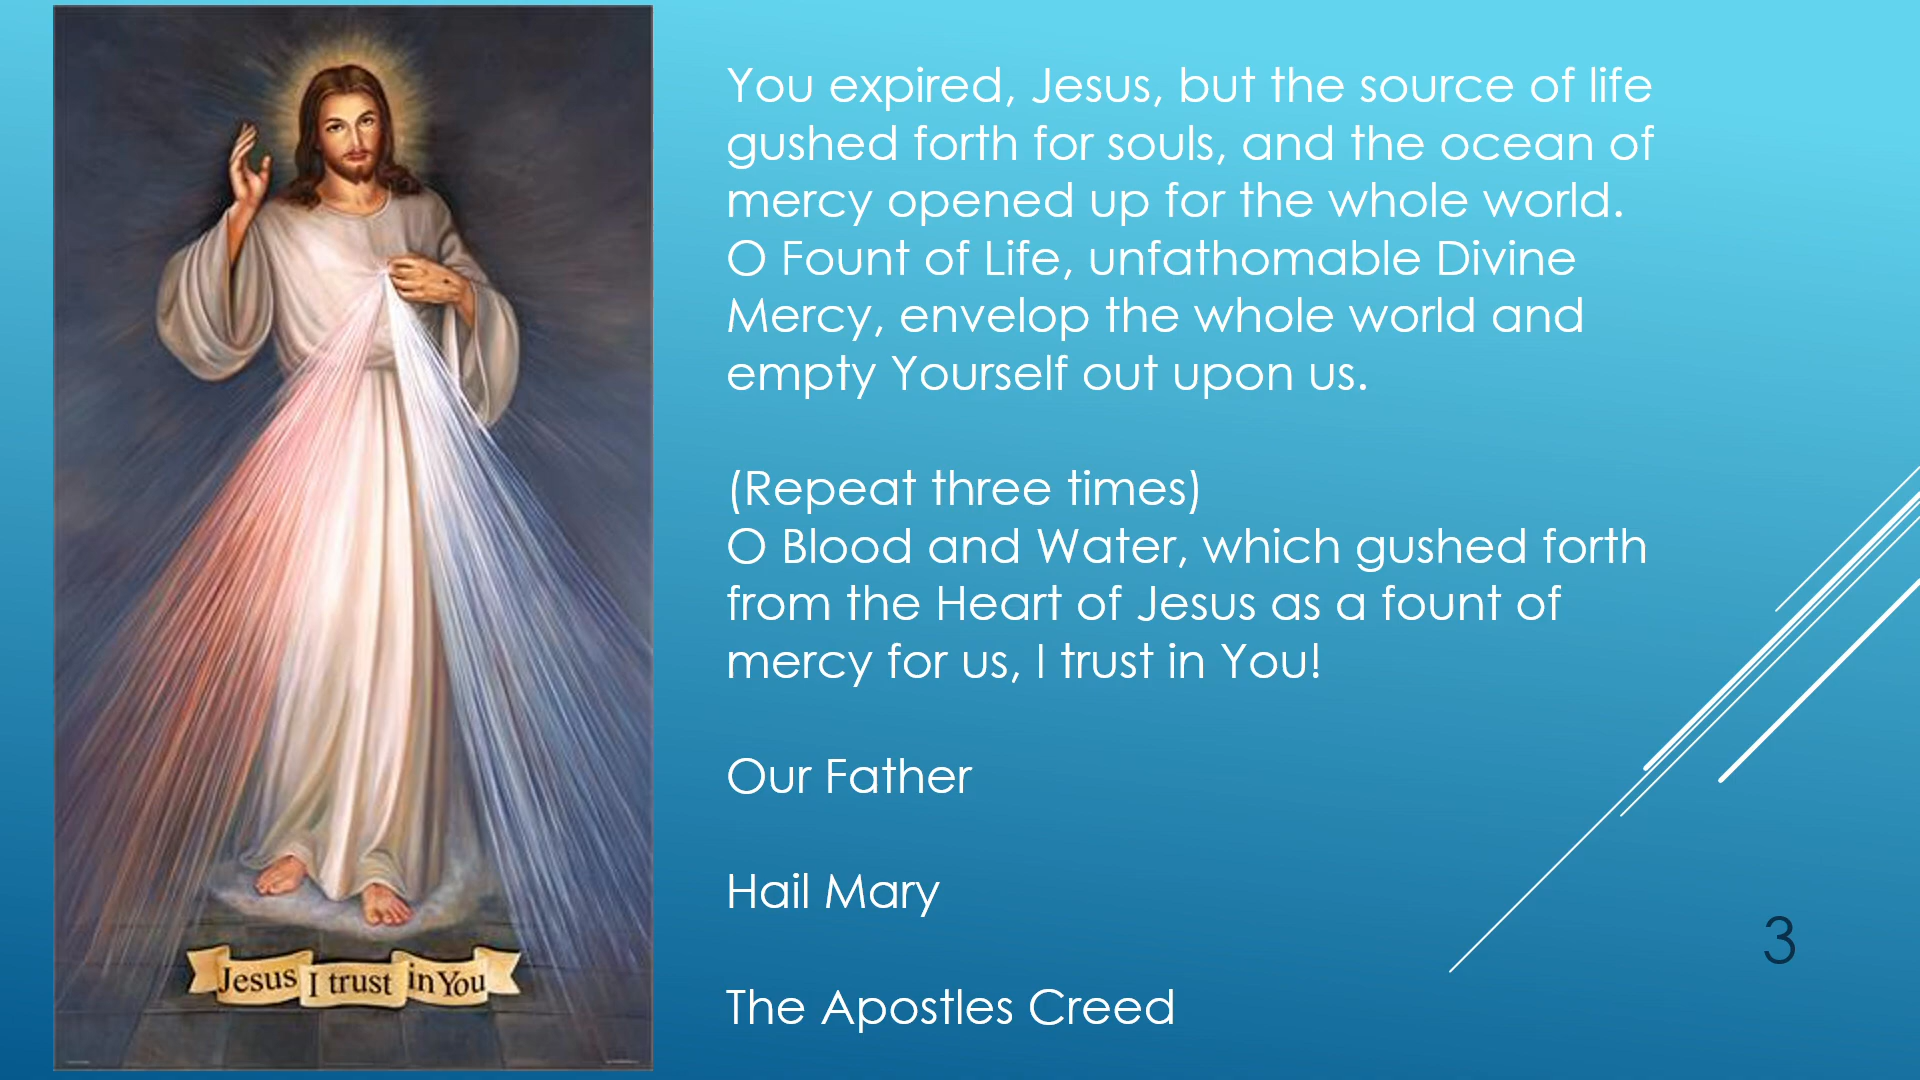 You expired, Jesus, but the source of life
gushed forth for souls, and the ocean of
mercy opened up for the whole world.
O Fount of Life, unfathomable Divine
Mercy, envelop the whole world and
empty Yourself out upon us.
(Repeat three times)
O Blood and Water, which gushed forth
from the Heart of Jesus as a fount of
mercy for us, I trust in You!
Our Father
Hail Mary
The Apostles Creed
3
Jesus I trust in You